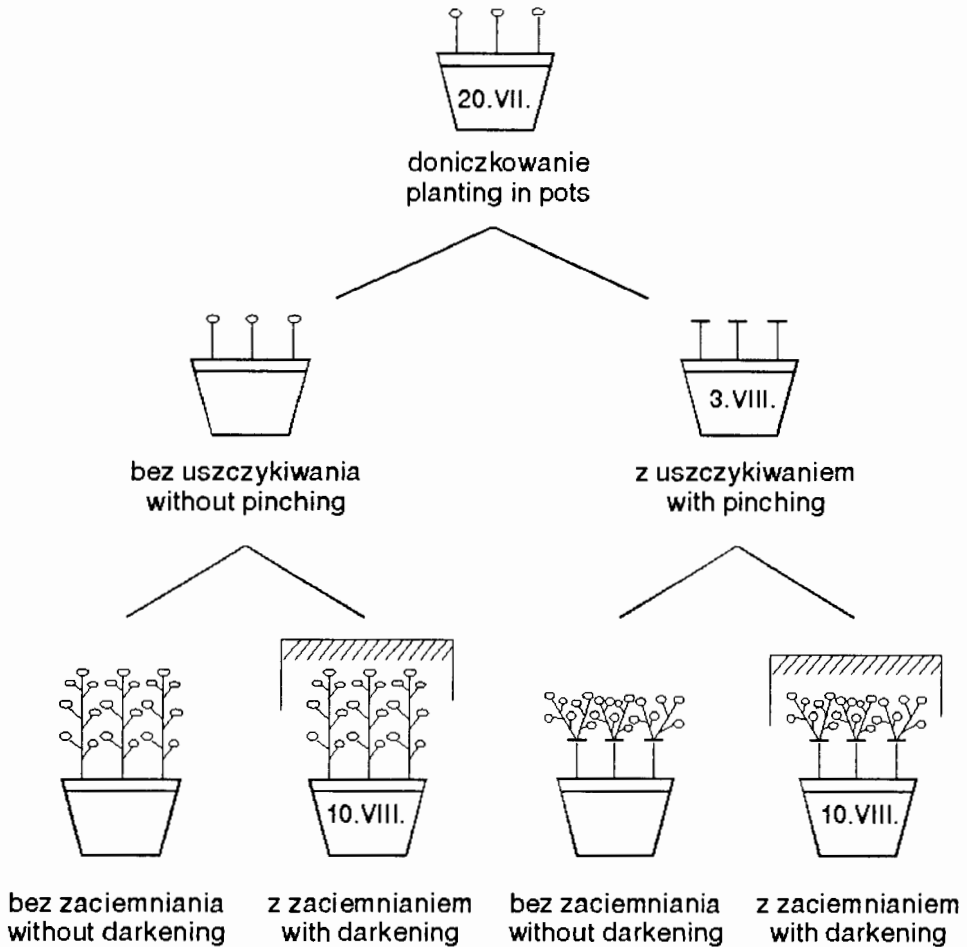 20.VII.
doniczkowanie
planting in pots
3.VIII.
bez uszczykiwania
without pinching
z uszczykiwaniem
with pinching
10.VIII.
10.VIII.
bez zaciemniania
without darkening
z zaciemnianiem
with darkening
bez zaciemniania
without darkening
z zaciemnianiem
with darkening